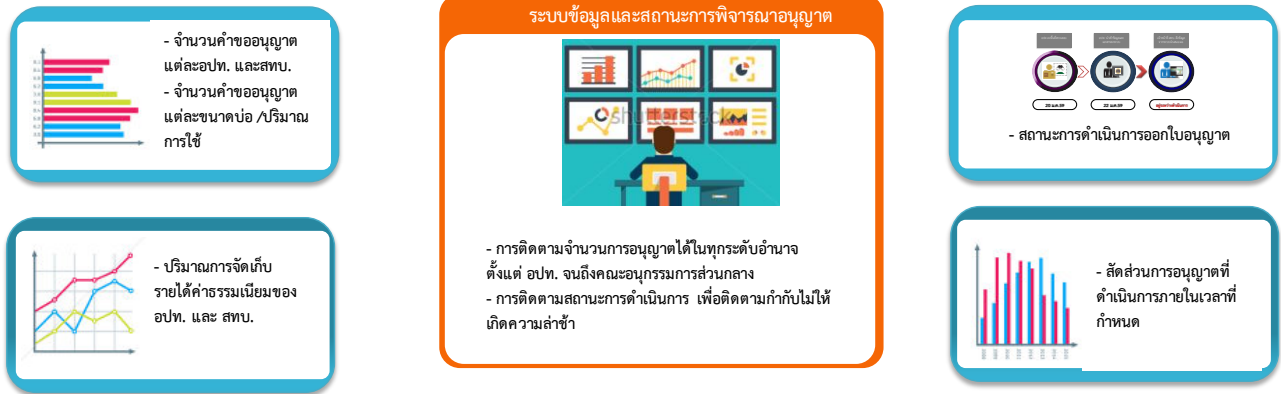 - จำนวนคำขออนุญาต
แต่ละอปท. และสทบ.
- จำนวนคำขออนุญาต
แต่ละขนาดบ่อ /ปริมาณ
การใช้
- ปริมาณการจัดเก็บ
รายได้ค่าธรรมเนียมของ
อปท. และ สทบ.
ระบบข้อมูลและสถานะการพิจารณาอนุญาต
shutterstock
- การติดตามจำนวนการอนุญาตได้ในทุกระดับอำนาจ
ตั้งแต่ อปท. จนถึงคณะอนุกรรมการส่วนกลาง
- การติดตามสถานะการดำเนินการ เพื่อติดตามกำกับไม่ให้
เกิดความล่าช้า
22 ม.ค.59
- สถานะการดำเนินการออกใบอนุญาต
- สัดส่วนการอนุญาตที่
ดำเนินการภายในเวลาที่
กำหนด